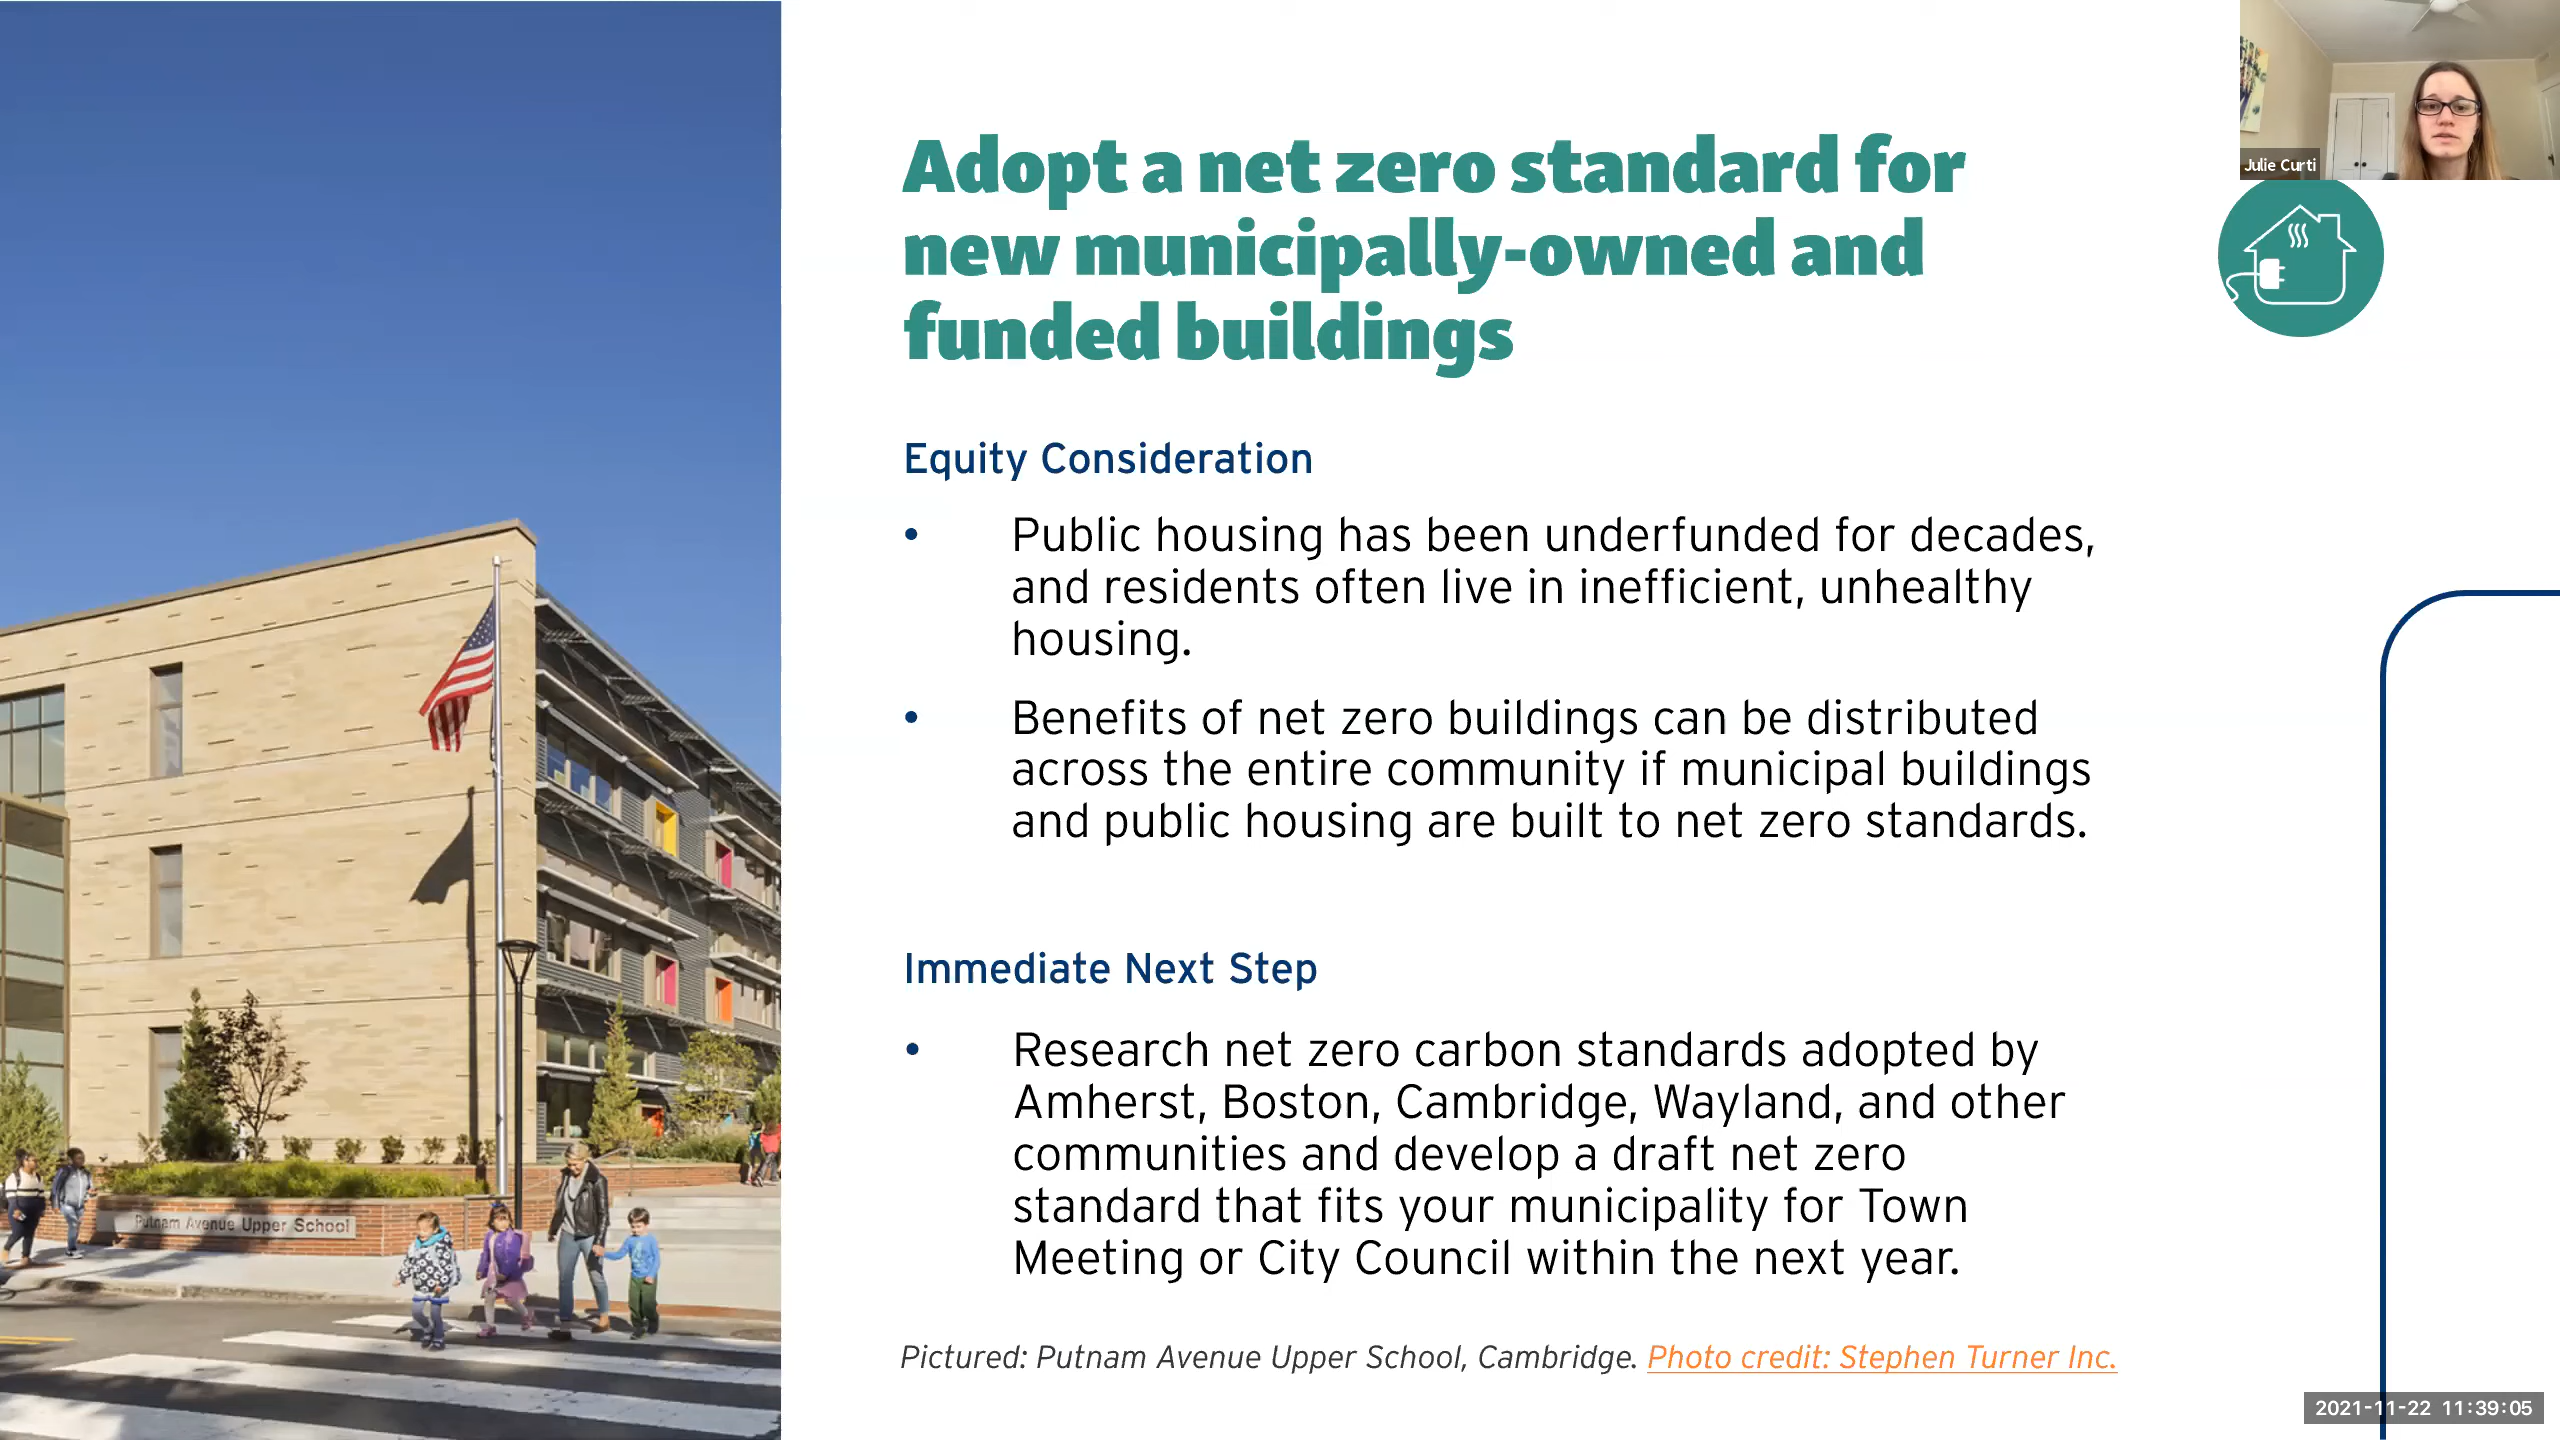 Julie Curti
Adopt a net zero standard for
new municipally-owned and
funded buildings
Equity Consideration
• Public housing has been underfunded for decades,
and residents often live in inefficient, unhealthy
housing.
• Benefits of net zero buildings can be distributed
across the entire community if municipal buildings
and public housing are built to net zero standards.
Immediate Next Step
• Research net zero carbon standards adopted by
Amherst, Boston, Cambridge, Wayland, and other
communities and develop a draft net zero
standard that fits your municipality for Town
Meeting or City Council within the next year.
Putnam Avenue Upper School
Pictured: Putnam Avenue Upper School, Cambridge. Photo credit: Stephen Turner Inc.
2021-11-22 11:39:05